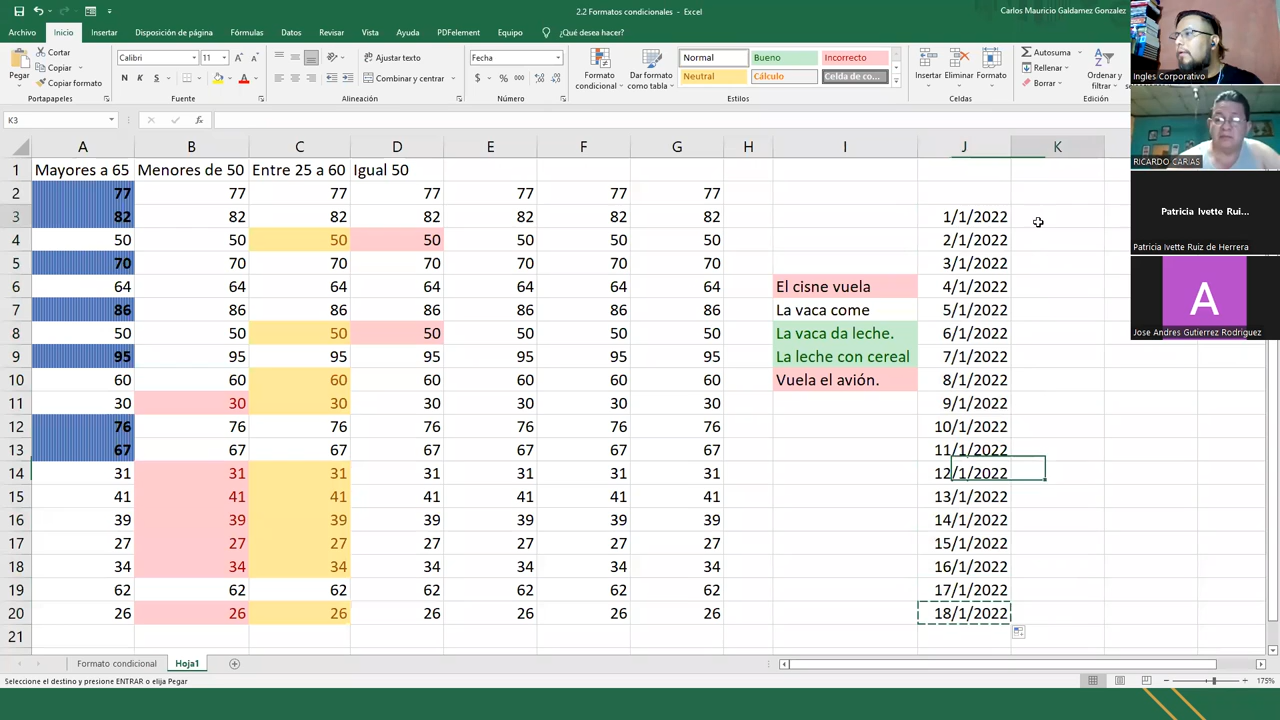 2.2 Formatos condicionales - Excel
Carlos Mauricio Galdamez Gonzalez
Archivo Inicio Insertar Disposición de página Fórmulas Datos Revisar Vista Ayuda PDFelement Equipo ¿Qué desea hacer?
Pegar
Cortar
Copiar
Copiar formato
Portapapeles
Calibri 11
N K S
Fuente
Ajustar texto
Combinar y centrar
Alineación
Fecha
Número
Formato condicional
Dar formato como tabla
Normal Bueno Incorrecto
Neutral Cálculo Celda de co...
Estilos
Insertar Eliminar Formato
Celdas
Autosuma
Rellenar
Borrar
Ordenar y
Edición
Ingles Corporativo
RICARDO CARIAS
Patricia Ivette Rui...
Patricia Ivette Ruiz de Herrera
A
Jose Andres Gutierrez Rodriguez
K3
A B C D E F G H I J K
1 Mayores a 65 Menores de 50 Entre 25 a 60 Igual 50
2 77 77 77 77 77 77 77
3 82 82 82 82 82 82 82 1/1/2022
4 50 50 50 50 50 50 50 2/1/2022
5 70 70 70 70 70 70 70 3/1/2022
6 64 64 64 64 64 64 64 El cisne vuela 4/1/2022
7 86 86 86 86 86 86 86 La vaca come 5/1/2022
8 50 50 50 50 50 50 50 La vaca da leche. 6/1/2022
9 95 95 95 95 95 95 95 La leche con cereal 7/1/2022
10 60 60 60 60 60 60 60 Vuela el avión. 8/1/2022
11 30 30 30 30 30 30 30 9/1/2022
12 76 76 76 76 76 76 76 10/1/2022
13 67 67 67 67 67 67 67 11/1/2022
14 31 31 31 31 31 31 31 12/1/2022
15 41 41 41 41 41 41 41 13/1/2022
16 39 39 39 39 39 39 39 14/1/2022
17 27 27 27 27 27 27 27 15/1/2022
18 34 34 34 34 34 34 34 16/1/2022
19 62 62 62 62 62 62 62 17/1/2022
20 26 26 26 26 26 26 26 18/1/2022
21
Formato condicional Hoja1
Seleccione el destino y presione ENTRAR o elija Pegar
175%